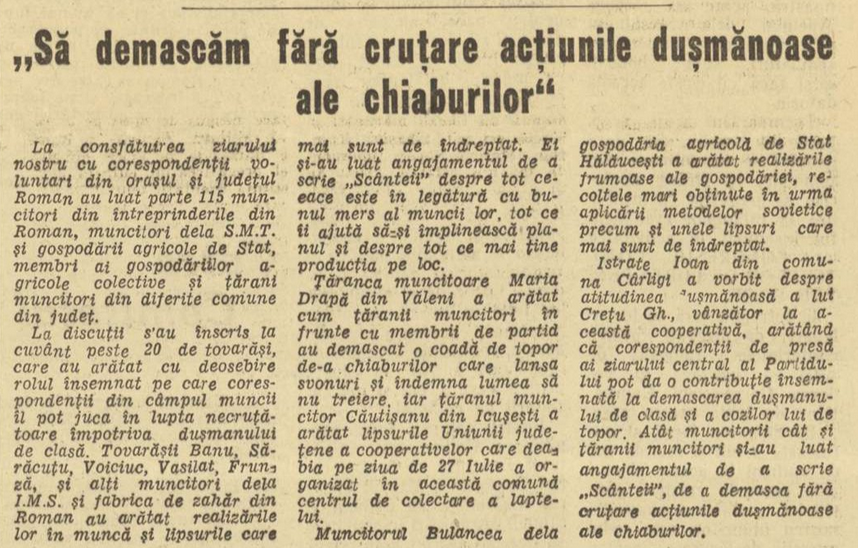 „Să demascăm fără cruțare acțiunile dușmănoase
ale chiaburilor“
La consfătuirea ziarului
nostru cu corespondenții vo-
luntari din orașul și județul
Roman au luat parte 115 mun-
citori din întreprinderile din
Roman, muncitori dela S.M.T.
și gospodării agricole de Stat,
membri ai gospodăriilor a-
gricole colective și țărani
muncitori din diferite comune
din județ.
La discuții s'au înscris la
cuvânt peste 20 de tovarăși,
care au arătat cu deosebire
rolul însemnat pe care cores-
pondenții din câmpul muncii
îl pot juca în lupta necruță-
toare împotriva dușmanului
de clasă. Tovarășii Banu, Să-
răcuțu, Voiciuc, Vasilat, Frun-
ză, și alți muncitori dela
I.M.S. și fabrica de zahăr din
Roman au arătat realizările
lor în muncă și lipsurile care
mai sunt de îndreptat. Ei
și-au luat angajamentul de a
scrie „Scânteii” despre tot ce-
eace este în legătură cu bu-
nul mers al muncii lor, tot ce
îi ajută să-și împlinească pla-
nul și despre tot ce mai ține
producția pe loc.
Țăranca muncitoare Maria
Drapă din Văleni a arătat
cum țăranii muncitori în
frunte cu membrii de partid
au demascat o coadă de topor
de-a chiaburilor care lansa
svonuri și îndemna lumea să
nu treiere, iar țăranul mun-
citor Căutișanu din Icușești a
arătat lipsurile Uniunii jude-
țene a cooperativelor care dea-
bia pe ziua de 27 Iulie a or-
ganizat în această comună
centrul de colectare a lapte-
lui.
Muncitorul Bulancea dela
gospodăria agricolă de Stat
Hălăucești a arătat realizările
frumoase ale gospodăriei, re-
coltele mari obținute în urma
aplicării metodelor sovietice
precum și unele lipsuri care
mai sunt de îndreptat.
Istrate Ioan din comu-
na Cârligi a vorbit despre
atitudinea dușmănoasă a lui
Crețu Gh., vânzător la a-
ceastă cooperativă, arătând
că corespondenții de presă
ai ziarului central al Partidu-
lui pot da o contribuție însem-
nată la demascarea dușmanu-
lui de clasă și a cozilor lui de
topor. Atât muncitorii cât și
țăranii muncitori și-au luat
angajamentul de a scrie
„Scânteii”, de a demasca fără
cruțare acțiunile dușmănoase
ale chiaburilor.